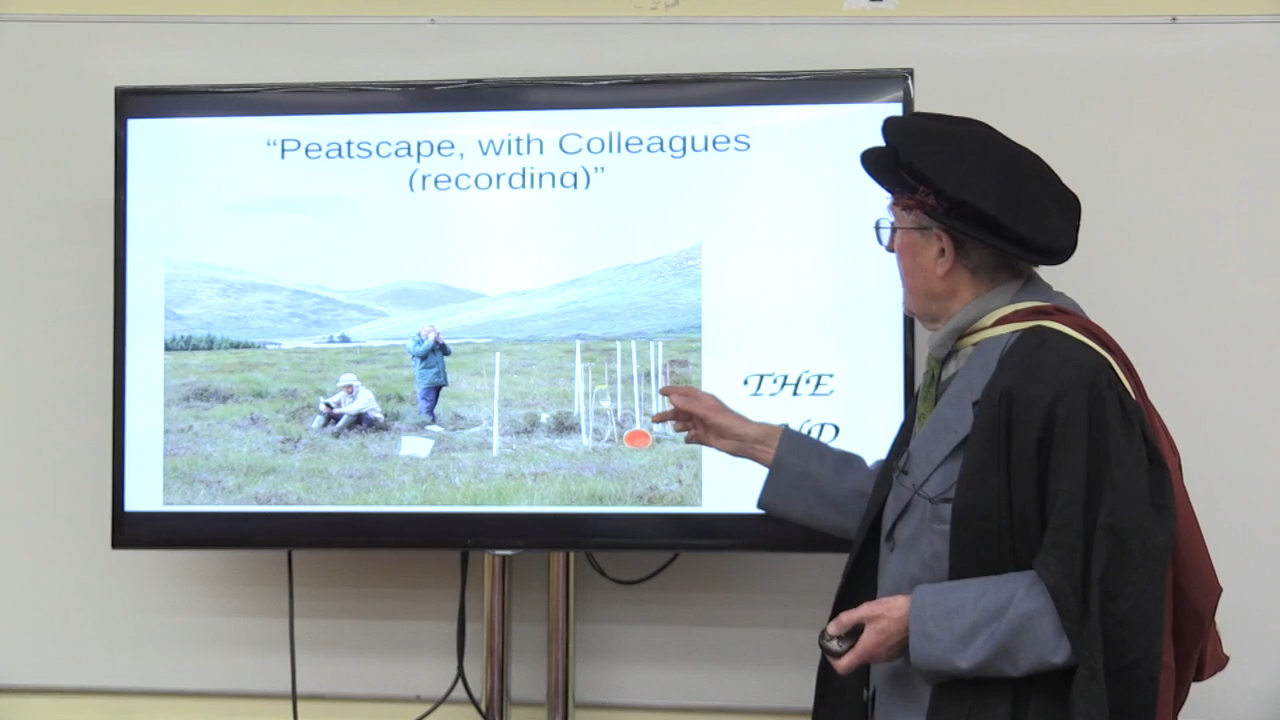 “Peatscape, with Colleagues
(recording)”
THE